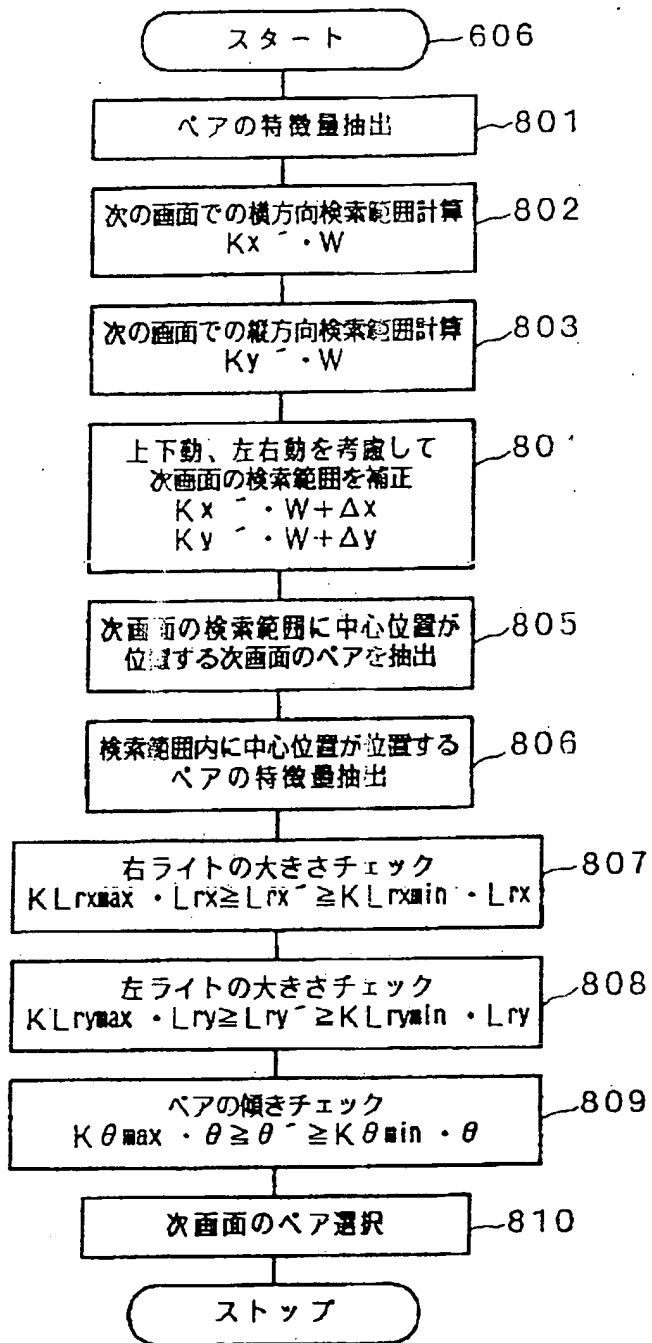 スタート
606
ペアの特徴量抽出
801
次の画面での横方向検索範囲計算
Kx´・W
802
次の画面での縦方向検索範囲計算
Ky´・W
803
上下動、左右動を考慮して
次画面の検索範囲を補正
Kx´・W+Δx
Ky´・W+Δy
80
次画面の検索範囲に中心位置が
位置する次画面のペアを抽出
805
検索範囲内に中心位置が位置する
ペアの特徴量抽出
806
右ライトの大きさチェック
KLrxmax・Lrx≧Lrx´≧KLrxmin・Lrx
807
左ライトの大きさチェック
KLrymax・Lry≧Lry´≧KLrymin・Lry
808
ペアの傾きチェック
Kθmax・θ≧θ´≧Kθmin・θ
809
次画面のペア選択
810
ストップ